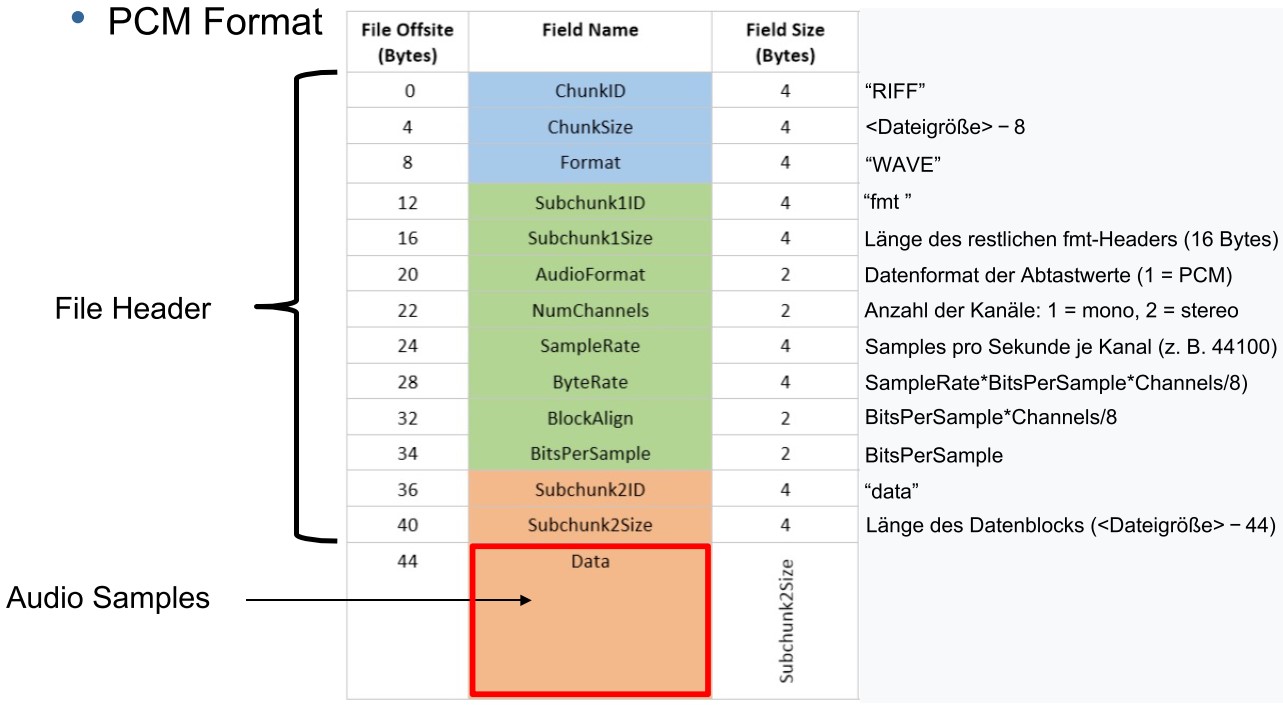 • PCM Format
File Offsite (Bytes) Field Name Field Size (Bytes)
0 ChunkID 4 “RIFF”
4 ChunkSize 4 <Dateigröße> − 8
8 Format 4 “WAVE”
12 Subchunk1ID 4 “fmt ”
16 Subchunk1Size 4 Länge des restlichen fmt-Headers (16 Bytes)
20 AudioFormat 2 Datenformat der Abtastwerte (1 = PCM)
File Header
22 NumChannels 2 Anzahl der Kanäle: 1 = mono, 2 = stereo
24 SampleRate 4 Samples pro Sekunde je Kanal (z. B. 44100)
28 ByteRate 4 SampleRate*BitsPerSample*Channels/8)
32 BlockAlign 2 BitsPerSample*Channels/8
34 BitsPerSample 2 BitsPerSample
36 Subchunk2ID 4 “data”
40 Subchunk2Size 4 Länge des Datenblocks (<Dateigröße> − 44)
44 Data Subchunk2Size
Audio Samples